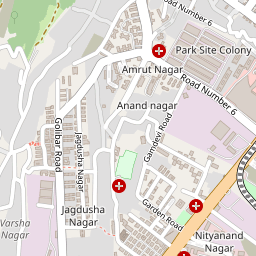 Road Number 6
Park Site Colony
Amrut Nagar
Road Number 6
Anand nagar
Golibar Road
Jagdusha Nagar
Gamdevi Road
Jagdusha
Nagar
Garden Road
Varsha
Nagar
Nityanand
Nagar